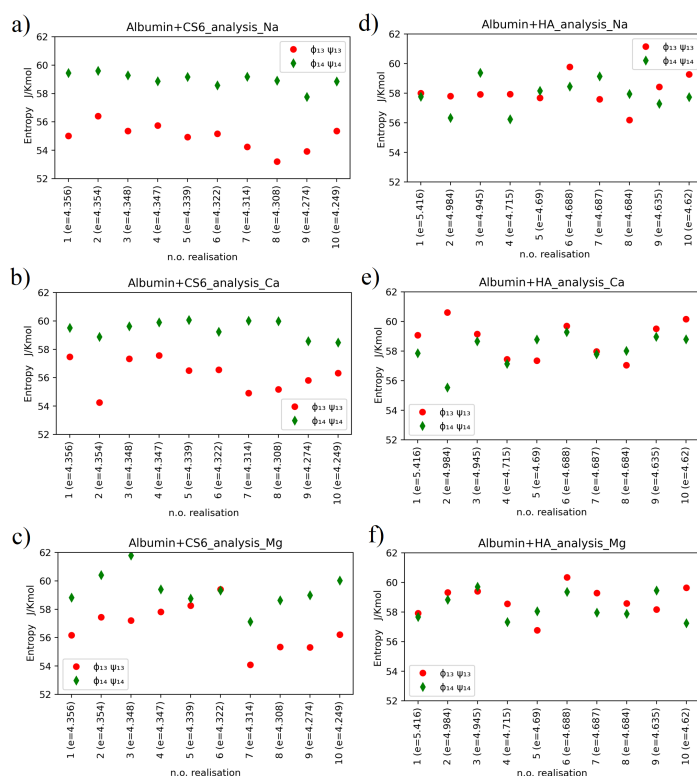 a)
Albumin+CS6_analysis_Na
Entropy J/Kmol
62
60
58
56
54
52
ϕ₁₃ ψ₁₃
ϕ₁₄ ψ₁₄
1 (e=4.356)
2 (e=4.354)
3 (e=4.348)
4 (e=4.347)
5 (e=4.339)
6 (e=4.322)
7 (e=4.314)
8 (e=4.308)
9 (e=4.274)
10 (e=4.249)
n.o. realisation
d)
Albumin+HA_analysis_Na
Entropy J/Kmol
62
60
58
56
54
52
ϕ₁₃ ψ₁₃
ϕ₁₄ ψ₁₄
1 (e=5.416)
2 (e=4.984)
3 (e=4.945)
4 (e=4.715)
5 (e=4.69)
6 (e=4.688)
7 (e=4.687)
8 (e=4.684)
9 (e=4.635)
10 (e=4.62)
n.o. realisation
b)
Albumin+CS6_analysis_Ca
Entropy J/Kmol
62
60
58
56
54
52
ϕ₁₃ ψ₁₃
ϕ₁₄ ψ₁₄
1 (e=4.356)
2 (e=4.354)
3 (e=4.348)
4 (e=4.347)
5 (e=4.339)
6 (e=4.322)
7 (e=4.314)
8 (e=4.308)
9 (e=4.274)
10 (e=4.249)
n.o. realisation
e)
Albumin+HA_analysis_Ca
Entropy J/Kmol
62
60
58
56
54
52
ϕ₁₃ ψ₁₃
ϕ₁₄ ψ₁₄
1 (e=5.416)
2 (e=4.984)
3 (e=4.945)
4 (e=4.715)
5 (e=4.69)
6 (e=4.688)
7 (e=4.687)
8 (e=4.684)
9 (e=4.635)
10 (e=4.62)
n.o. realisation
c)
Albumin+CS6_analysis_Mg
Entropy J/Kmol
62
60
58
56
54
52
ϕ₁₃ ψ₁₃
ϕ₁₄ ψ₁₄
1 (e=4.356)
2 (e=4.354)
3 (e=4.348)
4 (e=4.347)
5 (e=4.339)
6 (e=4.322)
7 (e=4.314)
8 (e=4.308)
9 (e=4.274)
10 (e=4.249)
n.o. realisation
f)
Albumin+HA_analysis_Mg
Entropy J/Kmol
62
60
58
56
54
52
ϕ₁₃ ψ₁₃
ϕ₁₄ ψ₁₄
1 (e=5.416)
2 (e=4.984)
3 (e=4.945)
4 (e=4.715)
5 (e=4.69)
6 (e=4.688)
7 (e=4.687)
8 (e=4.684)
9 (e=4.635)
10 (e=4.62)
n.o. realisation